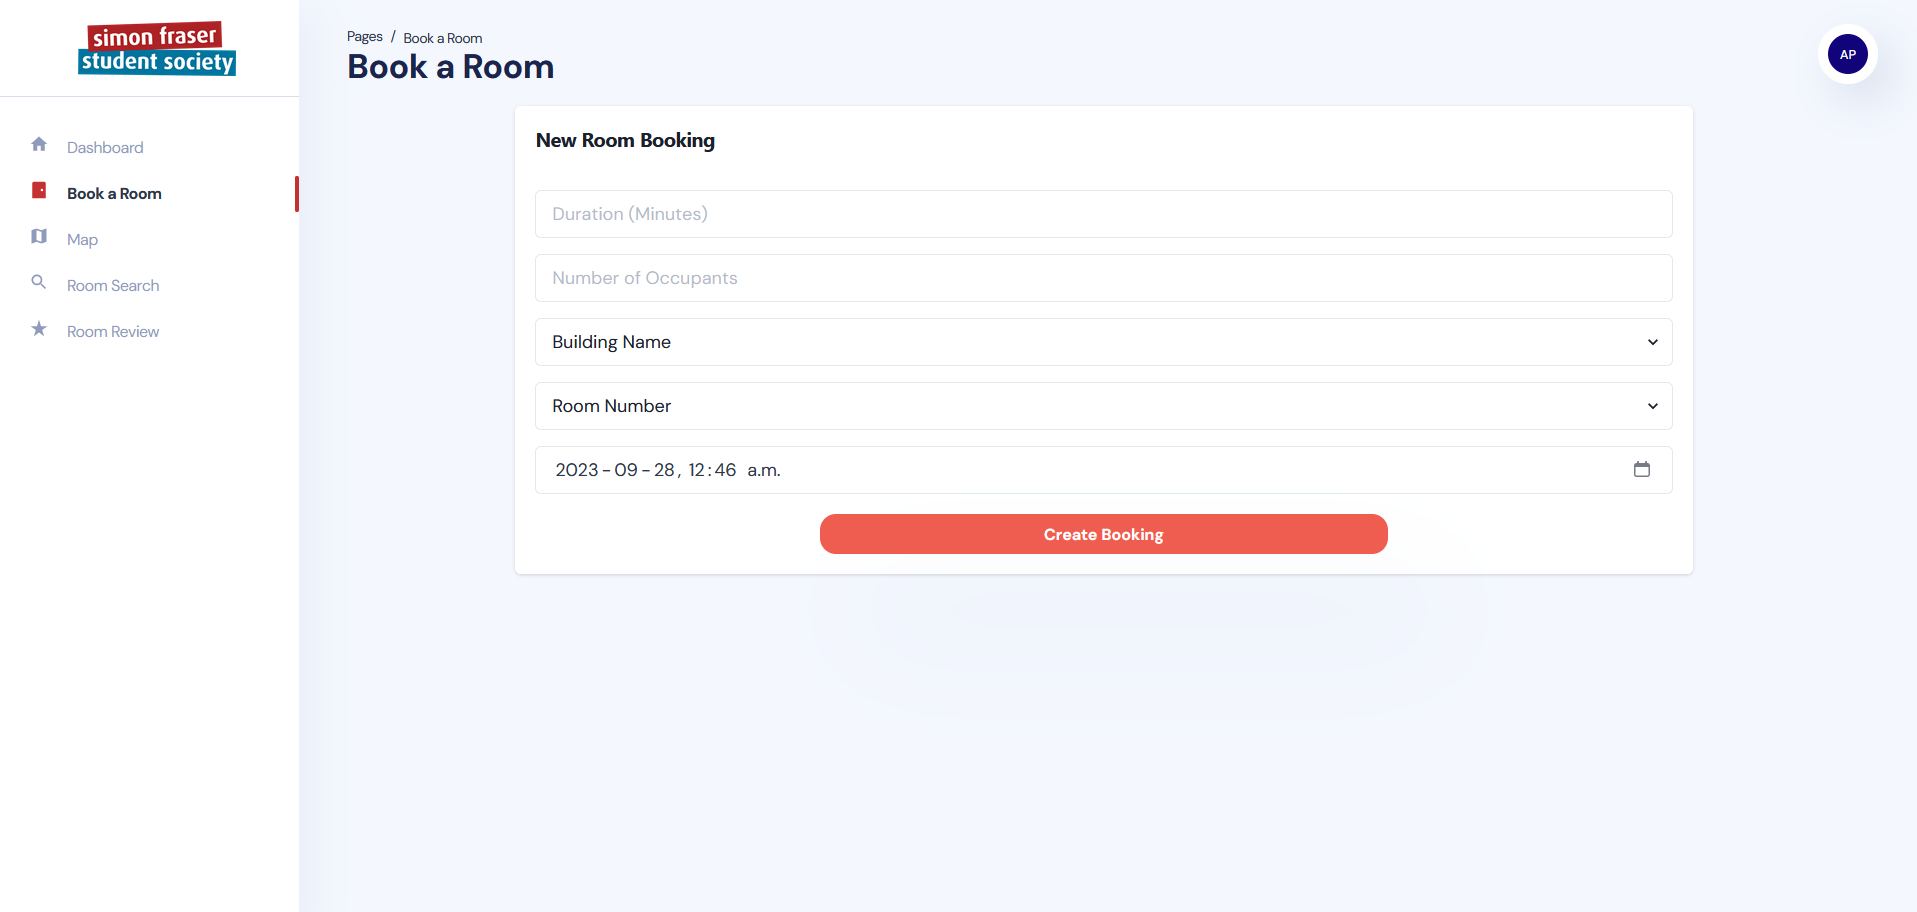 simon fraser
student society
Dashboard
Book a Room
Map
Room Search
Room Review
Pages / Book a Room
Book a Room
AP
New Room Booking
Duration (Minutes)
Number of Occupants
Building Name
Room Number
2023-09-28, 12:46 a.m.
Create Booking